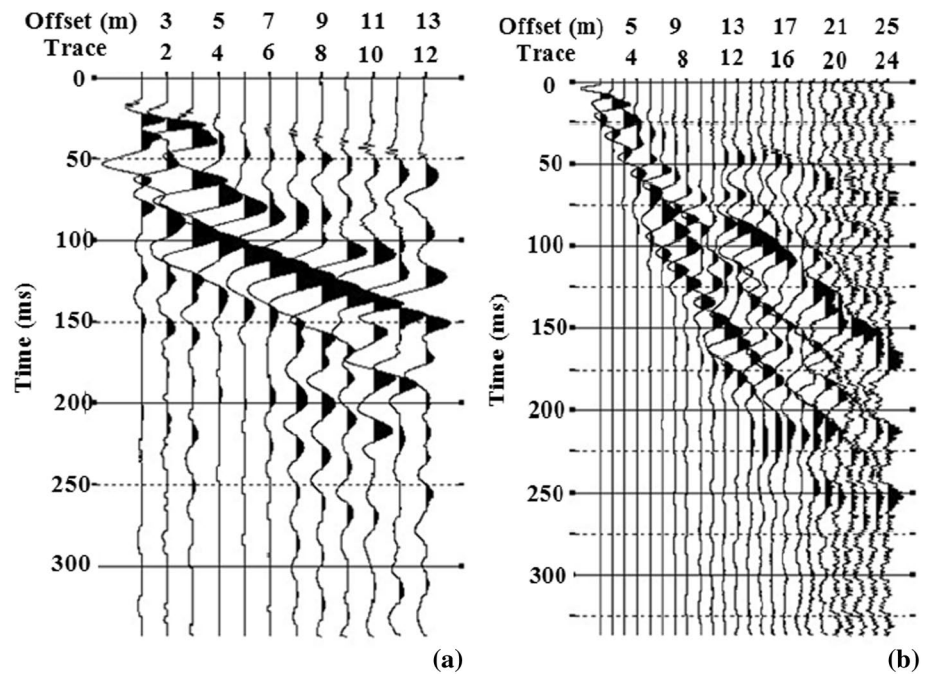 Offset (m) 3 5 7 9 11 13
Trace 2 4 6 8 10 12
0
50
100
150
200
250
300
Time (ms)
(a)
Offset (m) 5 9 13 17 21 25
Trace 4 8 12 16 20 24
0
50
100
150
200
250
300
Time (ms)
(b)